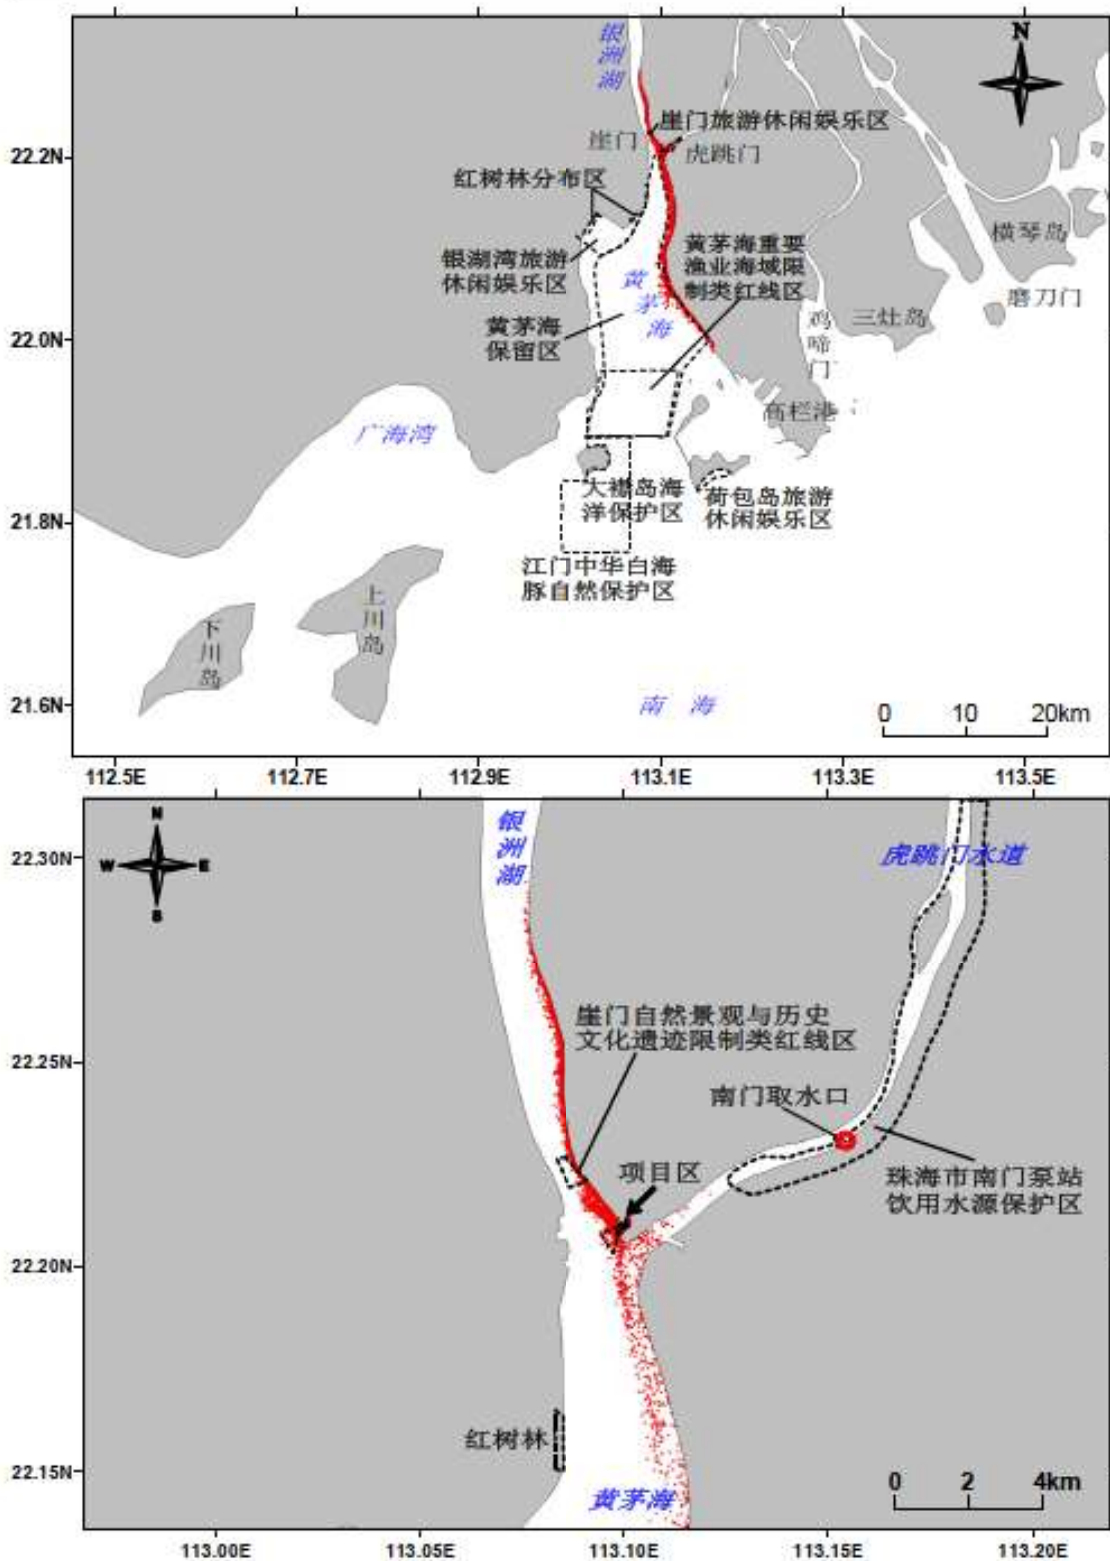 银洲湖
N
22.2N
崖门旅游休闲娱乐区
崖门
虎跳门
红树林分布区
横琴岛
黄茅海重要
渔业海域限
制类红线区
银湖湾旅游
休闲娱乐区
黄茅海
磨刀门
三灶岛
鸡啼门
黄茅海
保留区
22.0N
高栏港
广海湾
大襟岛海
洋保护区
荷包岛旅游
休闲娱乐区
21.8N
江门中华白海
豚自然保护区
上川岛
下川岛
21.6N
南 海
0 10 20km
112.5E 112.7E 112.9E 113.1E 113.3E 113.5E
N
W E
S
银洲湖
虎跳门水道
22.30N
崖门自然景观与历史
文化遗迹限制类红线区
22.25N
南门取水口
项目区
珠海市南门泵站
饮用水源保护区
22.20N
红树林
22.15N
黄茅海
0 2 4km
113.00E 113.05E 113.10E 113.15E 113.20E